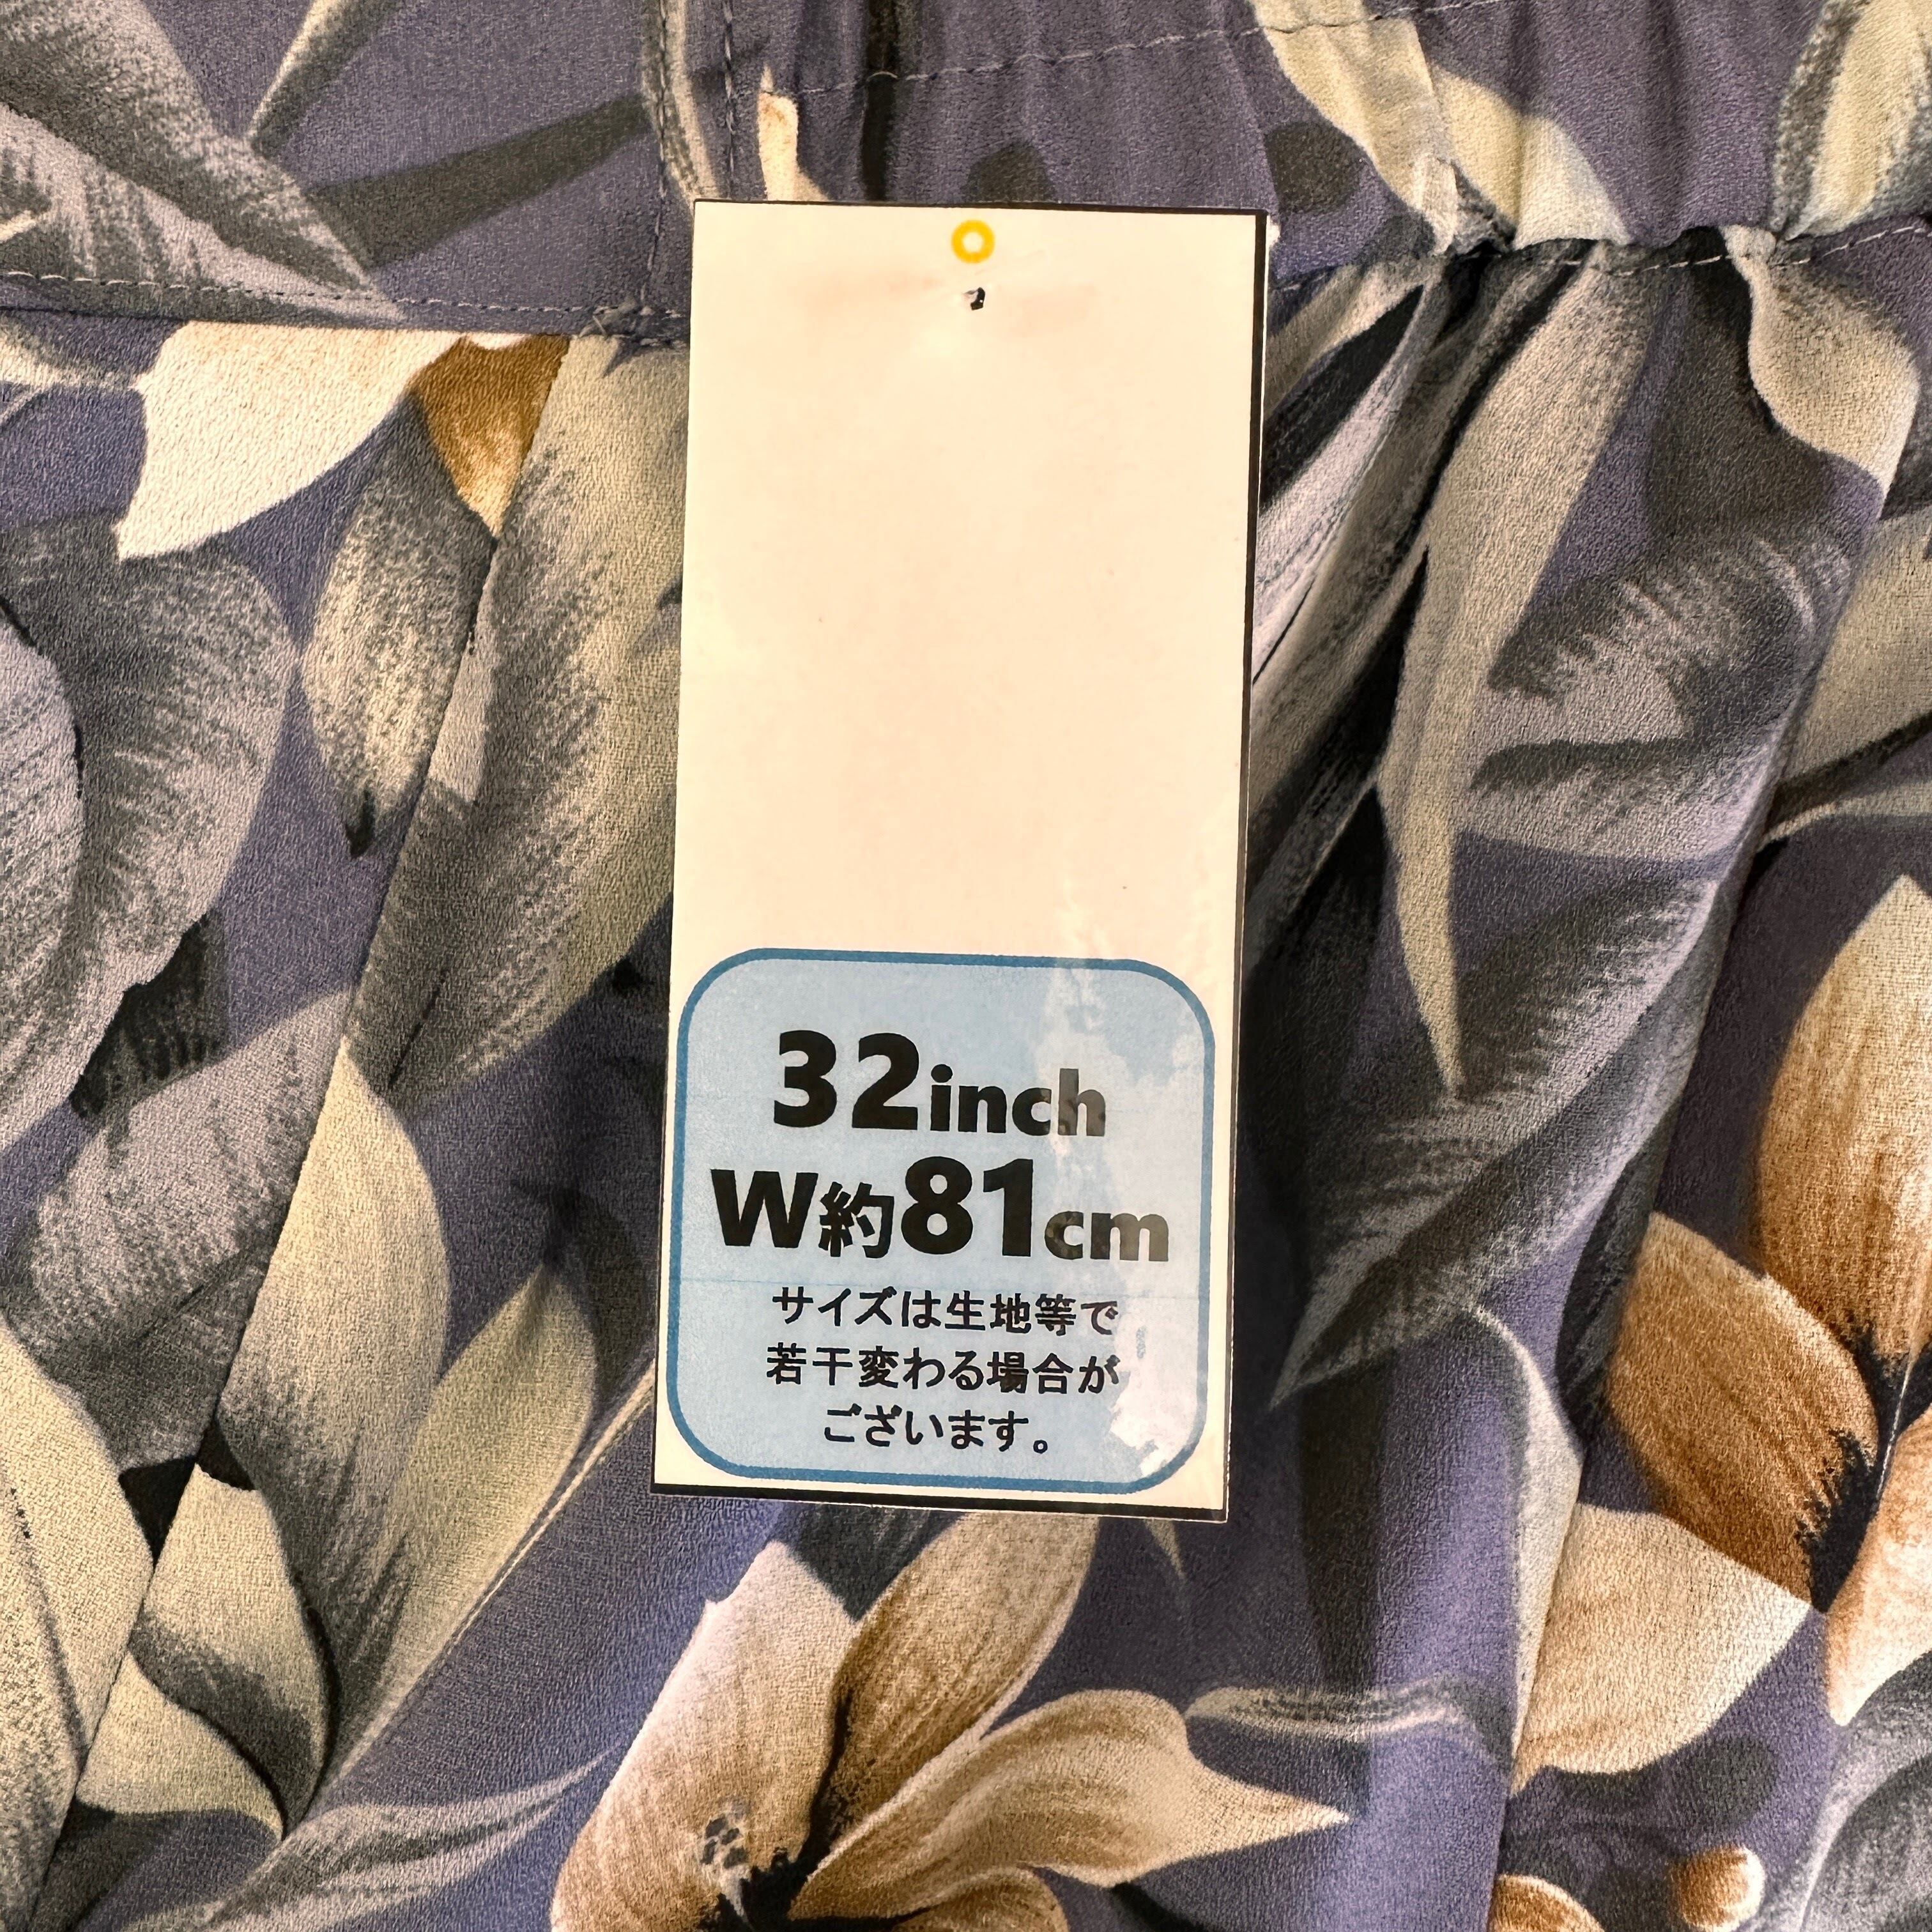 32inch
W約81cm
サイズは生地等で
若干変わる場合が
ございます。